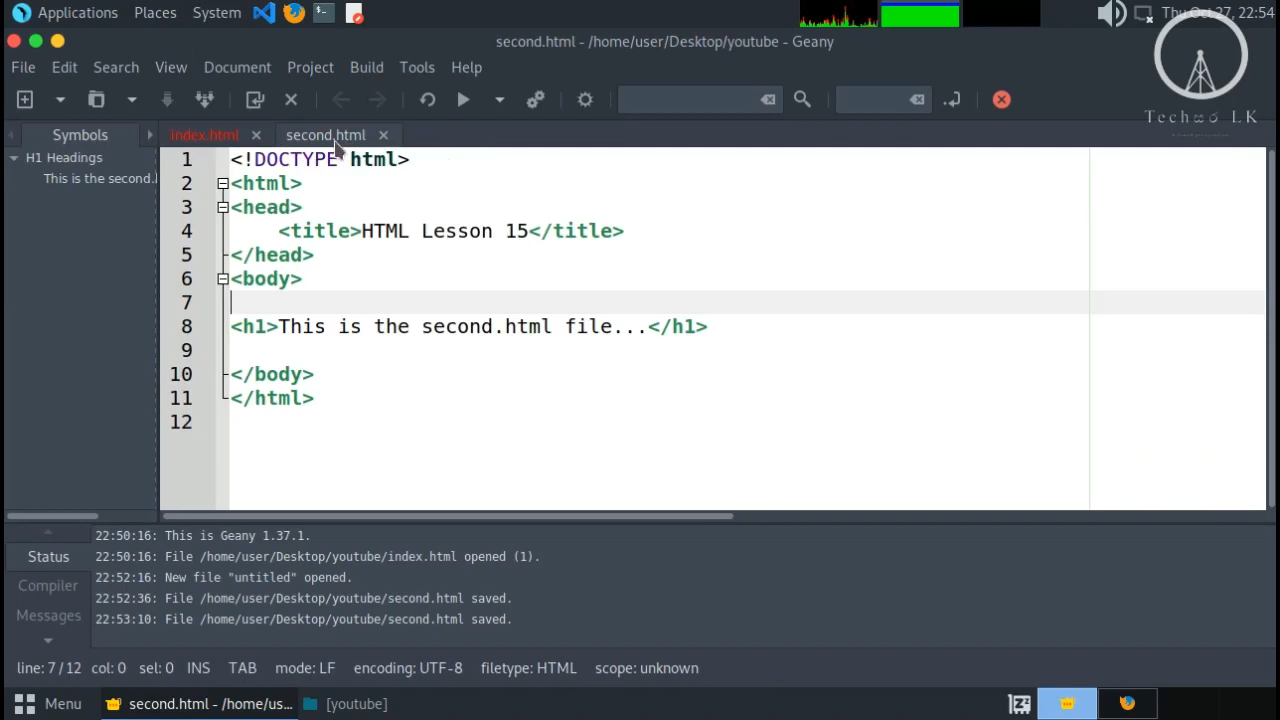 Applications Places System Thu Oct 27, 22:54
second.html - /home/user/Desktop/youtube - Geany
File Edit Search View Document Project Build Tools Help
Techwo LK
Symbols index.html second.html
H1 Headings
This is the second.
1 <!DOCTYPE html>
2 <html>
3 <head>
4 <title>HTML Lesson 15</title>
5 </head>
6 <body>
7
8 <h1>This is the second.html file...</h1>
9
10 </body>
11 </html>
12
Status
Compiler
Messages
22:50:16: This is Geany 1.37.1.
22:50:16: File /home/user/Desktop/youtube/index.html opened (1).
22:52:16: New file "untitled" opened.
22:52:36: File /home/user/Desktop/youtube/second.html saved.
22:53:10: File /home/user/Desktop/youtube/second.html saved.
line: 7 / 12 col: 0 sel: 0 INS TAB mode: LF encoding: UTF-8 filetype: HTML scope: unknown
Menu second.html - /home/us... [youtube]